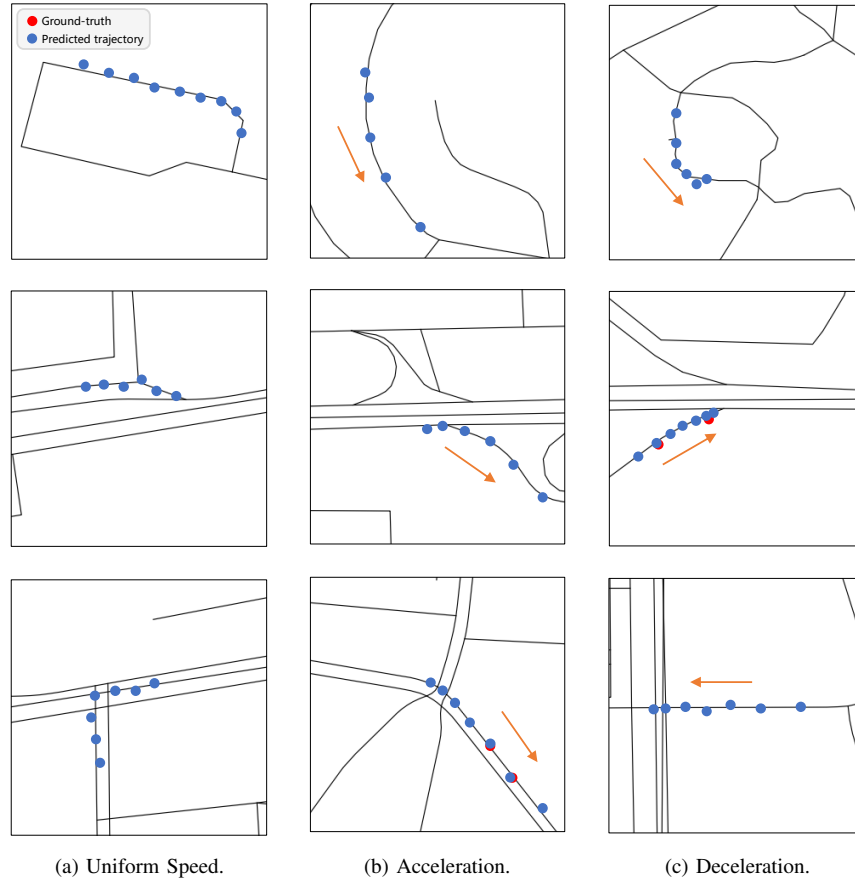 Ground-truth
Predicted trajectory
(a) Uniform Speed.
(b) Acceleration.
(c) Deceleration.